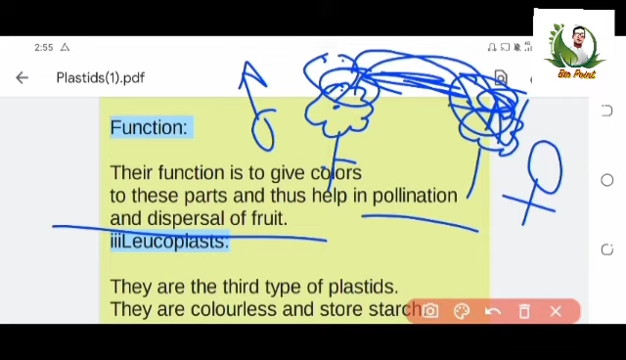 2:55
Plastids(1).pdf
Bio Point
Function:
Their function is to give colors
to these parts and thus help in pollination
and dispersal of fruit.
iiiLeucoplasts:
They are the third type of plastids.
They are colourless and store starch